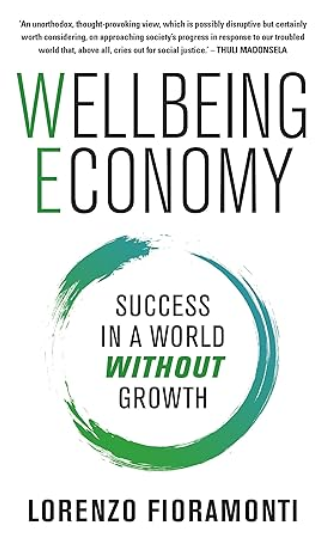 'An unorthodox, thought-provoking view, which is possibly disruptive but certainly
worth considering, on approaching society's progress in response to our troubled
world that, above all, cries out for social justice.' – THULI MADONSELA
WELLBEING
ECONOMY
SUCCESS
IN A WORLD
WITHOUT
GROWTH
LORENZO FIORAMONTI